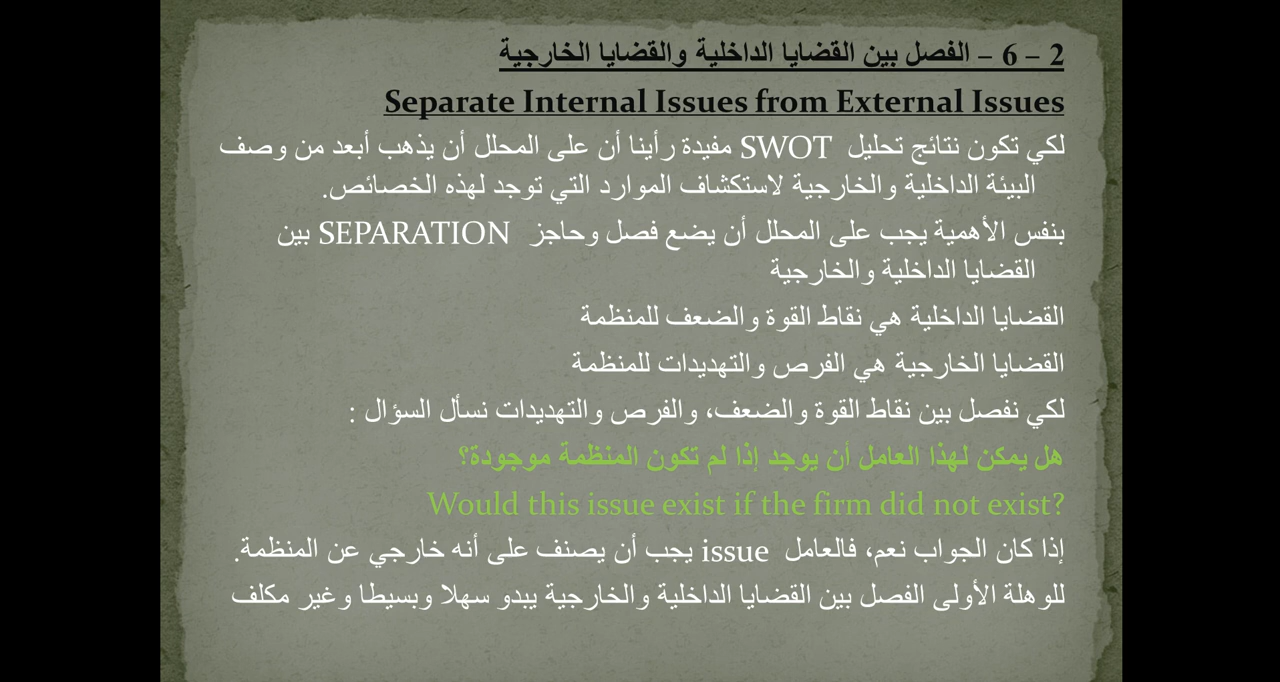 2 – 6 – الفصل بين القضايا الداخلية والقضايا الخارجية
Separate Internal Issues from External Issues
لكي تكون نتائج تحليل SWOT مفيدة رأينا أن على المحلل أن يذهب أبعد من وصف
البيئة الداخلية والخارجية لاستكشاف الموارد التي توجد لهذه الخصائص.
بنفس الأهمية يجب على المحلل أن يضع فصل وحاجز SEPARATION بين
القضايا الداخلية والخارجية
القضايا الداخلية هي نقاط القوة والضعف للمنظمة
القضايا الخارجية هي الفرص والتهديدات للمنظمة
لكي نفصل بين نقاط القوة والضعف، والفرص والتهديدات نسأل السؤال :
هل يمكن لهذا العامل أن يوجد إذا لم تكون المنظمة موجودة؟
Would this issue exist if the firm did not exist?
إذا كان الجواب نعم، فالعامل issue يجب أن يصنف على أنه خارجي عن المنظمة.
للوهلة الأولى الفصل بين القضايا الداخلية والخارجية يبدو سهلا وبسيطا وغير مكلف